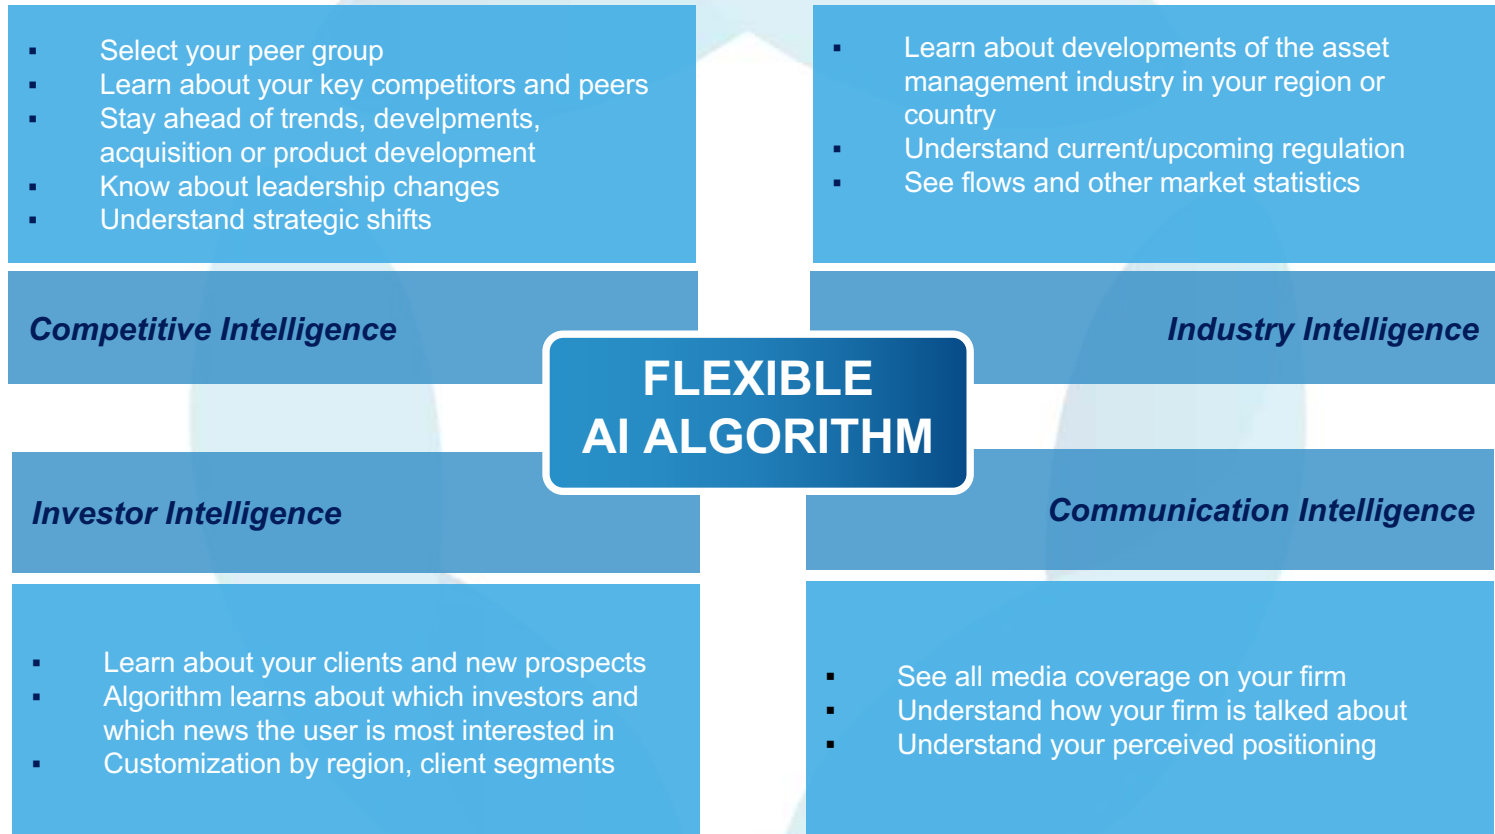 ▪ Select your peer group
▪ Learn about your key competitors and peers
▪ Stay ahead of trends, develpments,
acquisition or product development
▪ Know about leadership changes
▪ Understand strategic shifts
▪ Learn about developments of the asset
management industry in your region or
country
▪ Understand current/upcoming regulation
▪ See flows and other market statistics
Competitive Intelligence
Industry Intelligence
FLEXIBLE
AI ALGORITHM
Investor Intelligence
Communication Intelligence
▪ Learn about your clients and new prospects
▪ Algorithm learns about which investors and
which news the user is most interested in
▪ Customization by region, client segments
▪ See all media coverage on your firm
▪ Understand how your firm is talked about
▪ Understand your perceived positioning